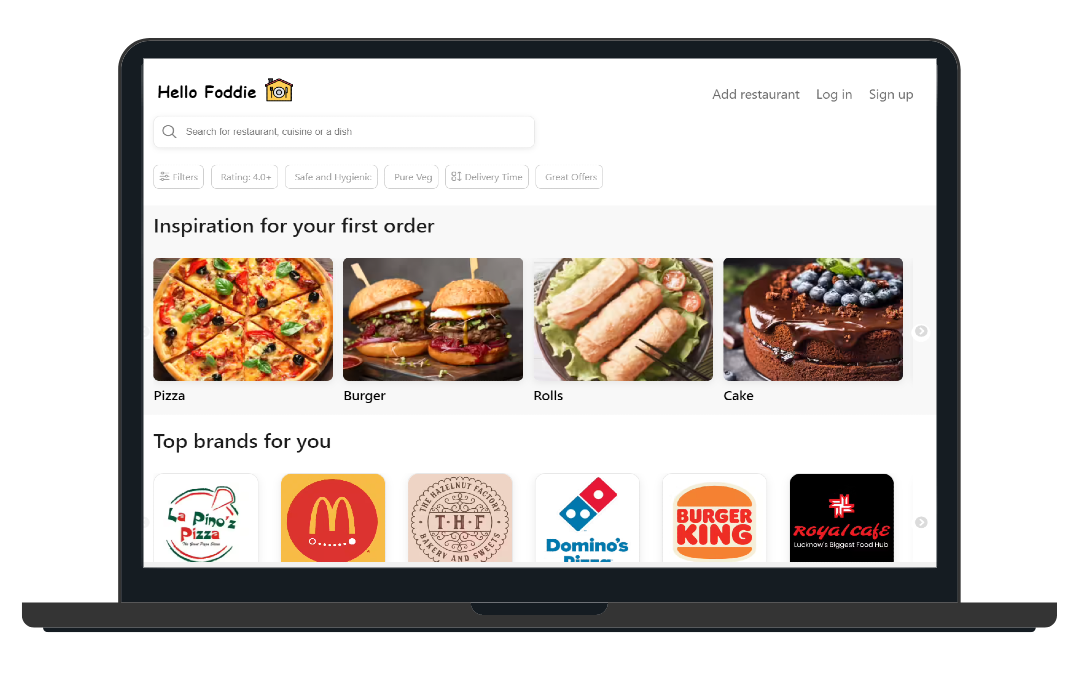 Hello Foddie
Add restaurant Log in Sign up
Search for restaurant, cuisine or a dish
Filters Rating: 4.0+ Safe and Hygienic Pure Veg Delivery Time Great Offers
Inspiration for your first order
Pizza Burger Rolls Cake
Top brands for you
La Pino'z
Pizza
The Great Pizza Store
M
THE HAZELNUT FACTORY
T·H·F
BAKERY AND SWEETS
Domino's
Pizza
BURGER
KING
Royal Cafe
Lucknow's Biggest Food Hub